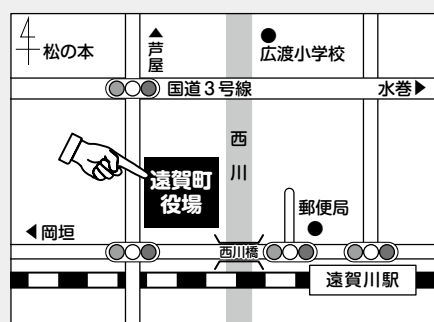 松の本
▲芦屋
広渡小学校
国道3号線
水巻▶
西川
遠賀町
役場
郵便局
◀岡垣
西川橋
遠賀川駅